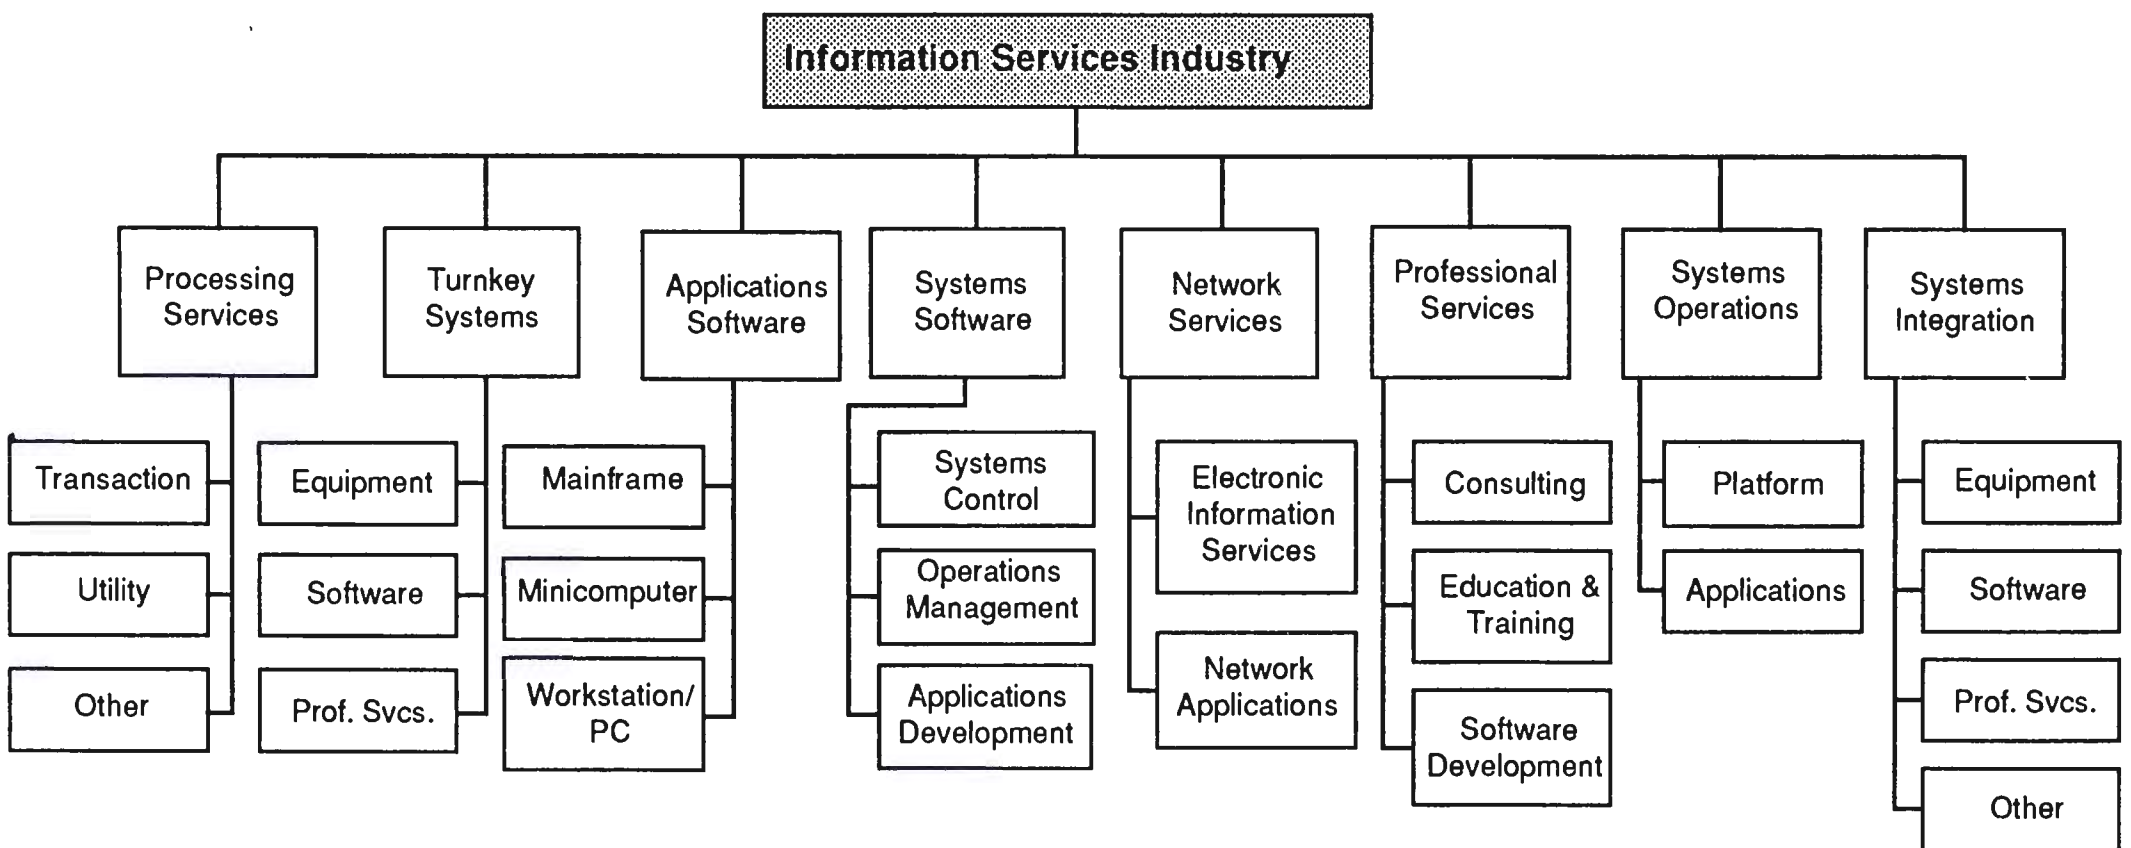 Information Services Industry
Processing
Services
Turnkey
Systems
Applications
Software
Systems
Software
Network
Services
Professional
Services
Systems
Operations
Systems
Integration
Transaction
Utility
Other
Equipment
Software
Prof. Svcs.
Mainframe
Minicomputer
Workstation/
PC
Systems
Control
Operations
Management
Applications
Development
Electronic
Information
Services
Network
Applications
Consulting
Education &
Training
Software
Development
Platform
Applications
Equipment
Software
Prof. Svcs.
Other